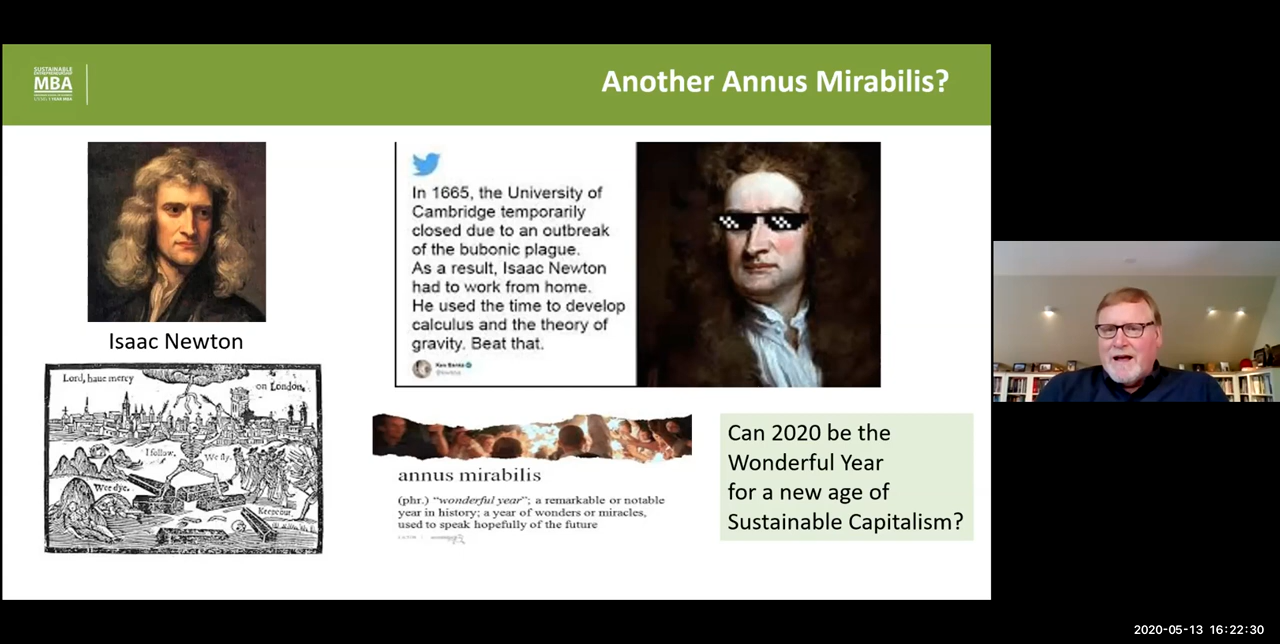 SUSTAINABLE
ENTREPRENEURSHIP
MBA
Another Annus Mirabilis?
Isaac Newton
Lord, haue mercy
on London.
I follow.
We fly.
Wee dye.
Keepe out
In 1665, the University of
Cambridge temporarily
closed due to an outbreak
of the bubonic plague.
As a result, Isaac Newton
had to work from home.
He used the time to develop
calculus and the theory of
gravity. Beat that.
annus mirabilis
(phr.) "wonderful year"; a remarkable or notable
year in history; a year of wonders or miracles,
used to speak hopefully of the future
Can 2020 be the
Wonderful Year
for a new age of
Sustainable Capitalism?
2020-05-13 16:22:30